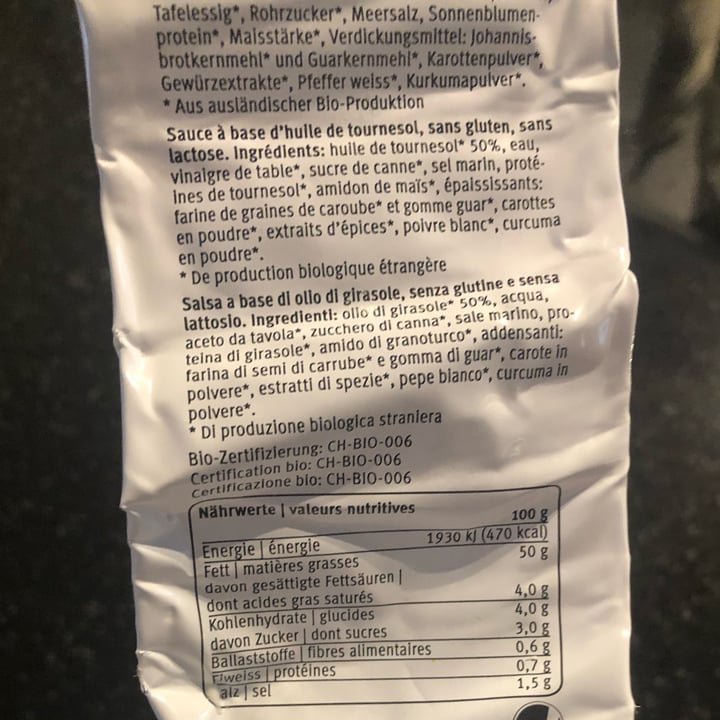 Tafelessig*, Rohrzucker*, Meersalz, Sonnenblumen-
protein*, Maisstärke*, Verdickungsmittel: Johannis-
brotkernmehl* und Guarkernmehl*, Karottenpulver*,
Gewürzextrakte*, Pfeffer weiss*, Kurkumapulver*.
* Aus ausländischer Bio-Produktion
Sauce à base d'huile de tournesol, sans gluten, sans
lactose. Ingrédients: huile de tournesol* 50%, eau,
vinaigre de table*, sucre de canne*, sel marin, proté-
ines de tournesol*, amidon de maïs*, épaississants:
farine de graines de caroube* et gomme guar*, carottes
en poudre*, extraits d'épices*, poivre blanc*, curcuma
en poudre*.
* De production biologique étrangère
Salsa a base di olio di girasole, senza glutine e sensa
lattosio. Ingredienti: olio di girasole* 50%, acqua,
aceto da tavola*, zucchero di canna*, sale marino, pro-
teina di girasole*, amido di granoturco*, addensanti:
farina di semi di carrube* e gomma di guar*, carote in
polvere*, estratti di spezie*, pepe bianco*, curcuma in
polvere*.
* Di produzione biologica straniera
Bio-Zertifizierung: CH-BIO-006
Certification bio: CH-BIO-006
Certificazione bio: CH-BIO-006
Nährwerte | valeurs nutritives 100 g
Energie | énergie 1930 kJ (470 kcal)
Fett | matières grasses 50 g
davon gesättigte Fettsäuren |
dont acides gras saturés 4,0 g
Kohlenhydrate | glucides 4,0 g
davon Zucker | dont sucres 3,0 g
Ballaststoffe | fibres alimentaires 0,6 g
Eiweiss | protéines 0,7 g
alz | sel 1,5 g